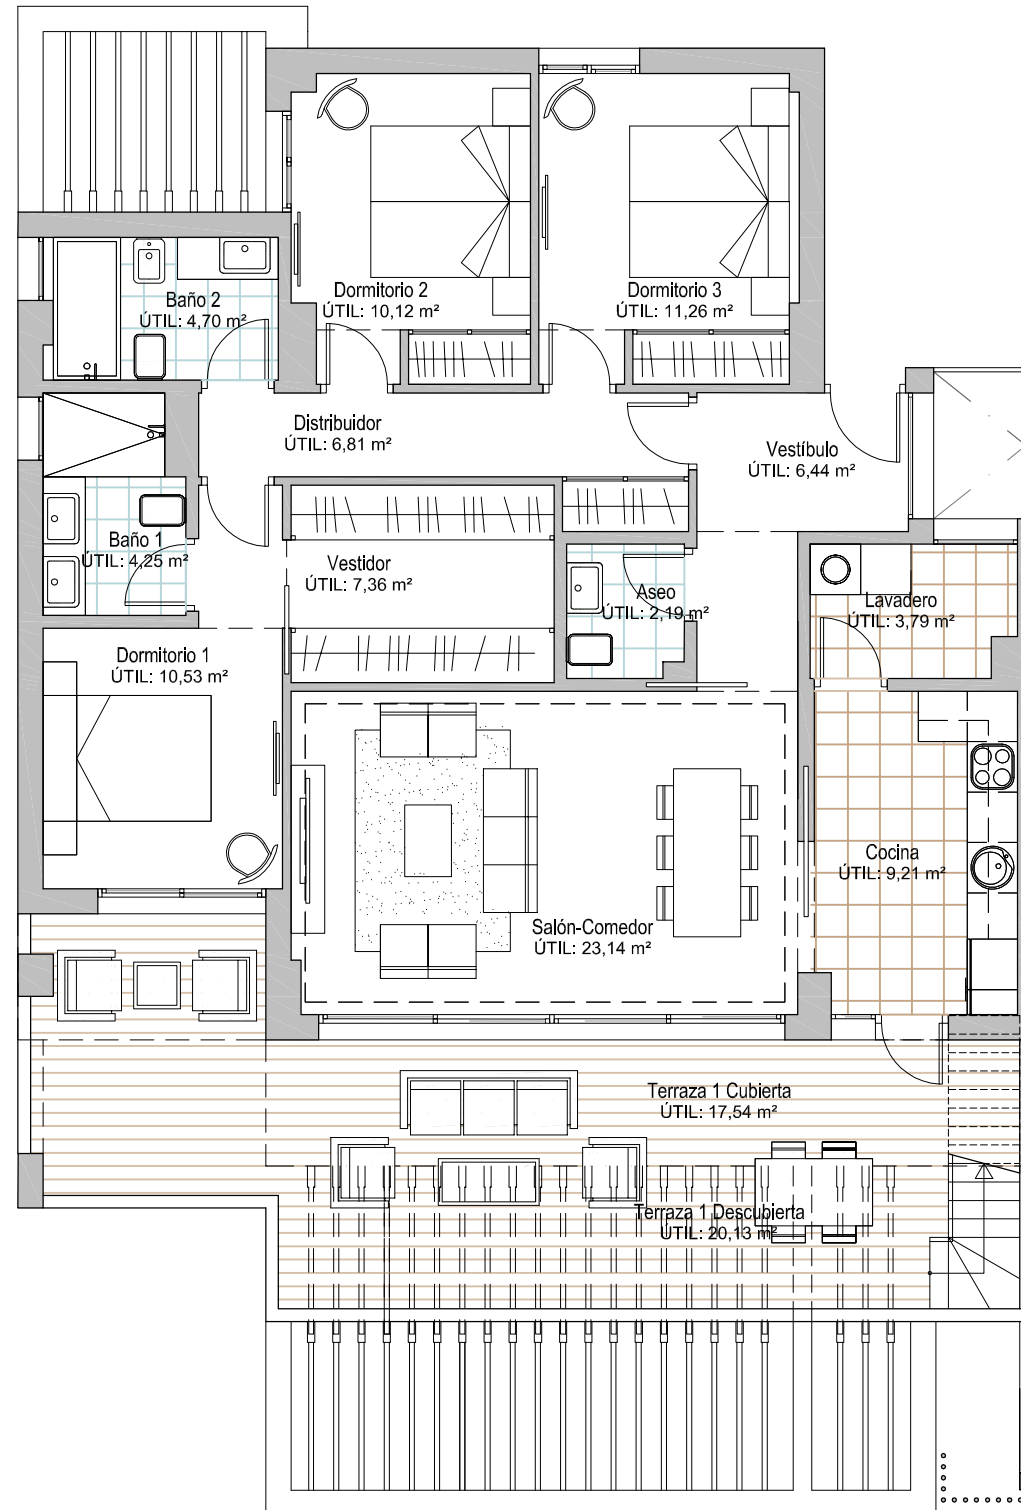 Dormitorio 2
ÚTIL: 10,12 m²
Dormitorio 3
ÚTIL: 11,26 m²
Baño 2
ÚTIL: 4,70 m²
Distribuidor
ÚTIL: 6,81 m²
Vestíbulo
ÚTIL: 6,44 m²
Baño 1
ÚTIL: 4,25 m²
Vestidor
ÚTIL: 7,36 m²
Aseo
ÚTIL: 2,19 m²
Lavadero
ÚTIL: 3,79 m²
Dormitorio 1
ÚTIL: 10,53 m²
Cocina
ÚTIL: 9,21 m²
Salón-Comedor
ÚTIL: 23,14 m²
Terraza 1 Cubierta
ÚTIL: 17,54 m²
Terraza 1 Descubierta
ÚTIL: 20,13 m²